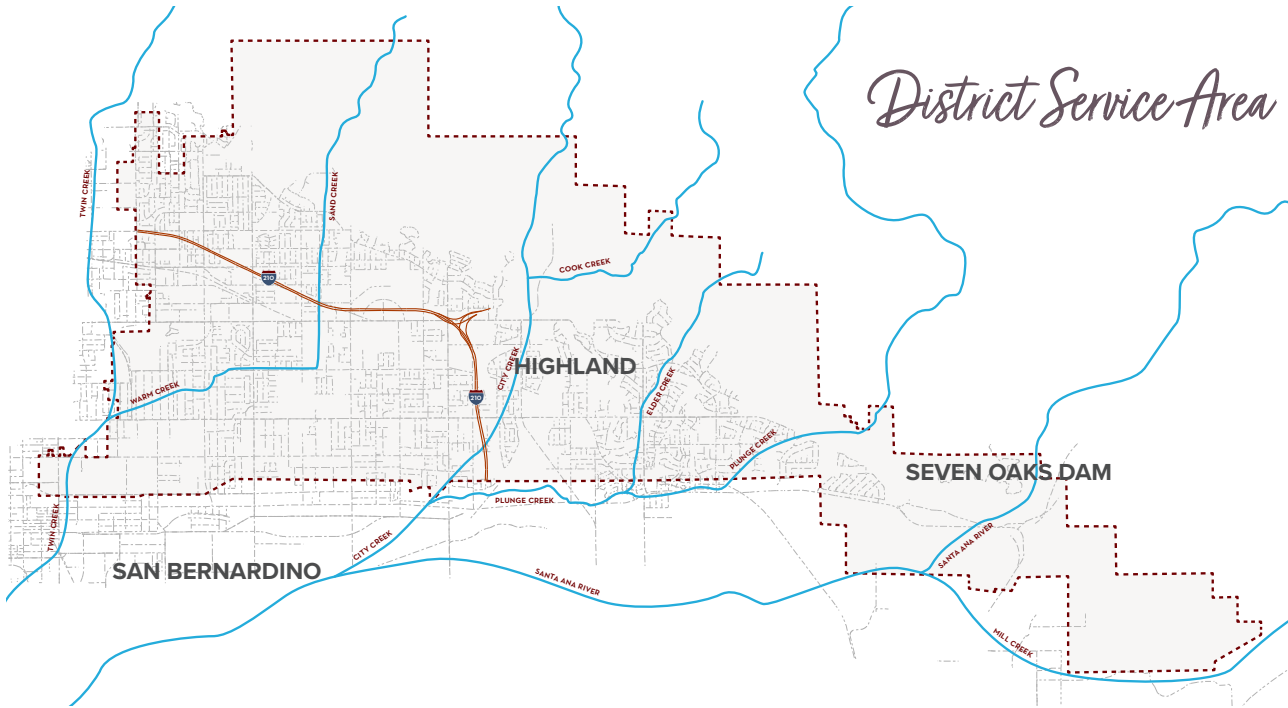 District Service Area
TWIN CREEK
SAND CREEK
COOK CREEK
210
CITY CREEK
HIGHLAND
WARM CREEK
210
ELDER CREEK
PLUNGE CREEK
SEVEN OAKS DAM
PLUNGE CREEK
TWIN CREEK
CITY CREEK
SANTA ANA RIVER
SAN BERNARDINO
SANTA ANA RIVER
MILL CREEK